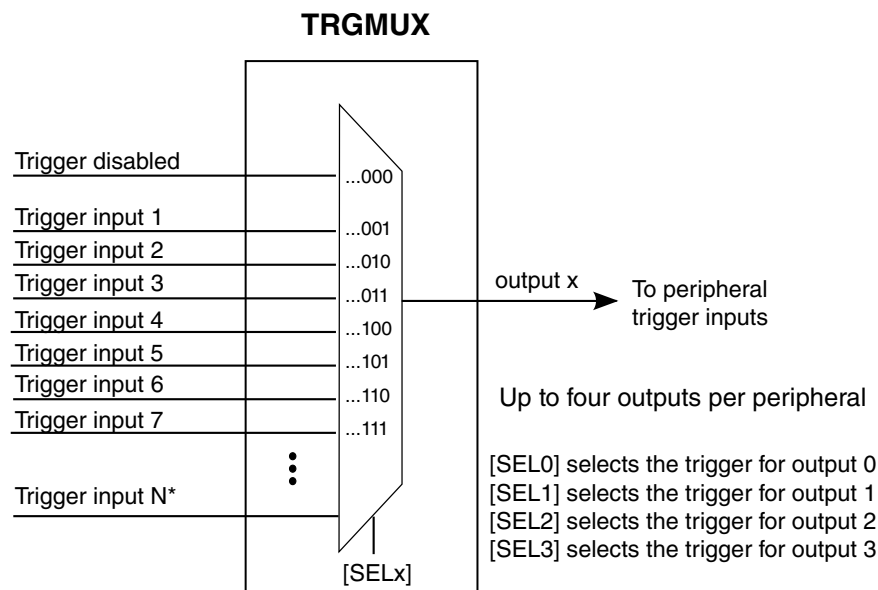 TRGMUX
Trigger disabled
...000
Trigger input 1
...001
Trigger input 2
...010
Trigger input 3
...011
Trigger input 4
...100
Trigger input 5
...101
Trigger input 6
...110
Trigger input 7
...111
Trigger input N*
[SELx]
output x
To peripheral
trigger inputs
Up to four outputs per peripheral
[SEL0] selects the trigger for output 0
[SEL1] selects the trigger for output 1
[SEL2] selects the trigger for output 2
[SEL3] selects the trigger for output 3